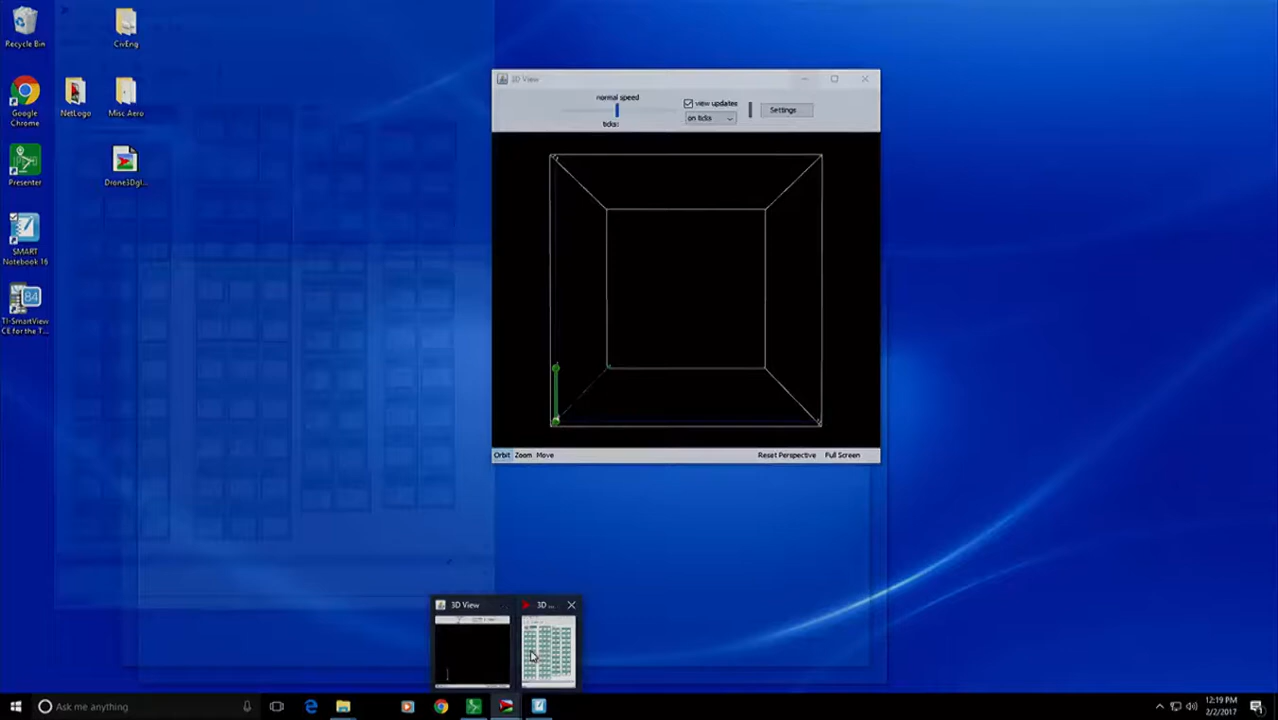 Recycle Bin
CivEng
Google
Chrome
NetLogo
Misc Aero
Presenter
Drone3Dgl...
SMART
Notebook 16
84
TI-SmartView
CE for the T...
3D View
normal speed
ticks:
view updates
on ticks
Settings
Orbit
Zoom
Move
Reset Perspective
Full Screen
3D View
3D ...
Ask me anything
12:19 PM
2/2/2017